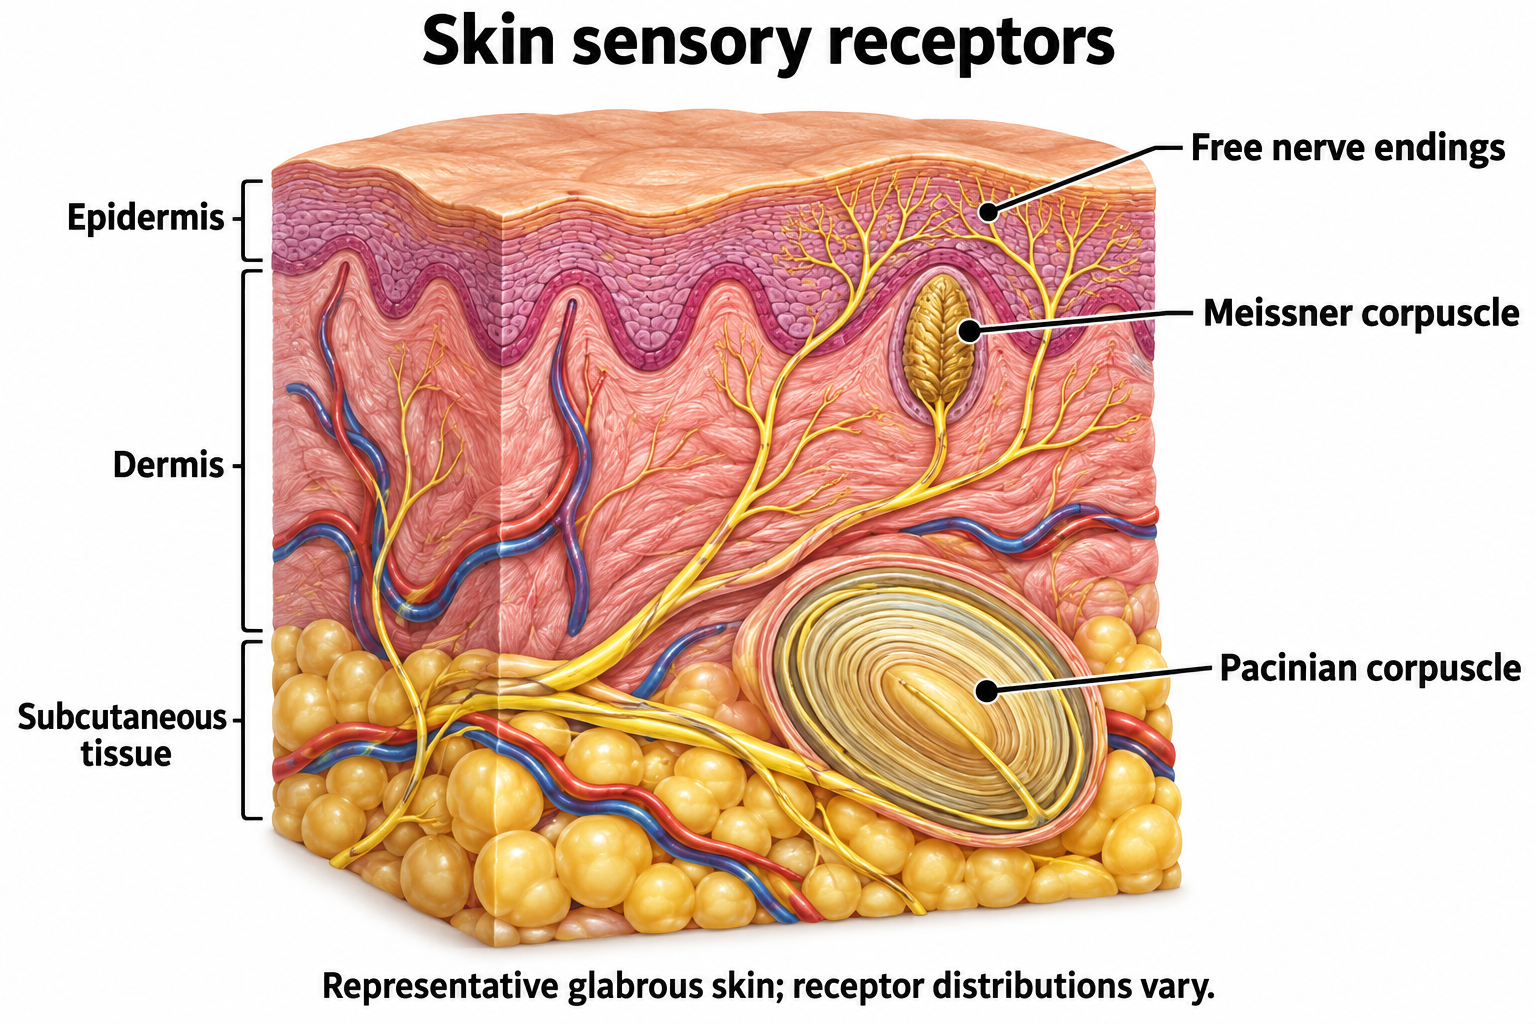 Skin sensory receptors
Free nerve endings
Epidermis
Meissner corpuscle
Dermis
Pacinian corpuscle
Subcutaneous
tissue
Representative glabrous skin; receptor distributions vary.